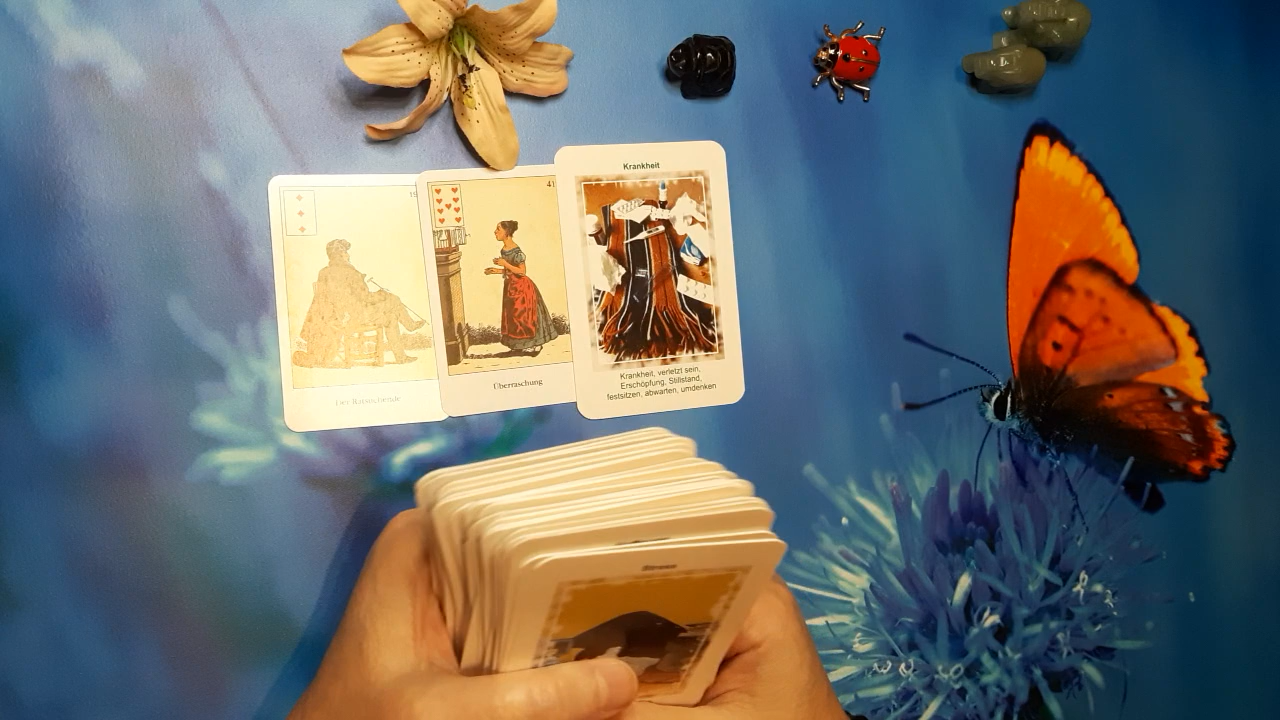 Krankheit
41
Überraschung
Der Ratsuchende
Krankheit, verletzt sein,
Erschöpfung, Stillstand,
festsitzen, abwarten, umdenken